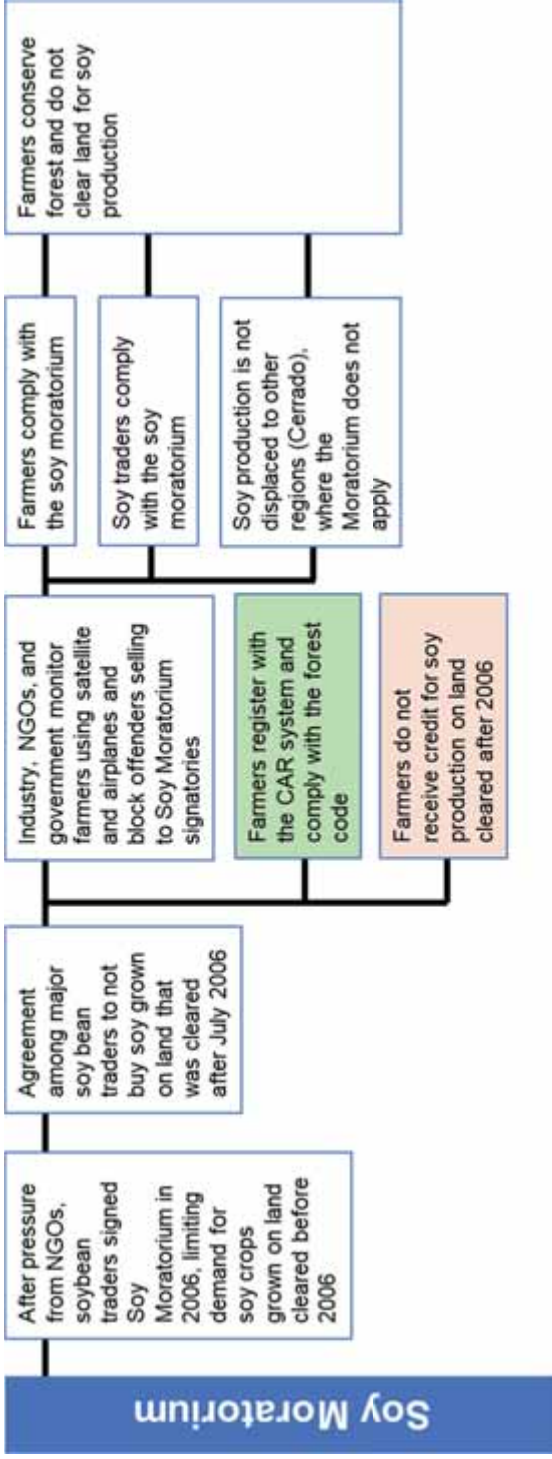 Soy Moratorium
After pressure
from NGOs,
soybean
traders signed
Soy
Moratorium in
2006, limiting
demand for
soy crops
grown on land
cleared before
2006
Agreement
among major
soy bean
traders to not
buy soy grown
on land that
was cleared
after July 2006
Industry, NGOs, and
government monitor
farmers using satellite
and airplanes and
block offenders selling
to Soy Moratorium
signatories
Farmers register with
the CAR system and
comply with the forest
code
Farmers do not
receive credit for soy
production on land
cleared after 2006
Farmers comply with
the soy moratorium
Soy traders comply
with the soy
moratorium
Soy production is not
displaced to other
regions (Cerrado),
where the
Moratorium does not
apply
Farmers conserve
forest and do not
clear land for soy
production